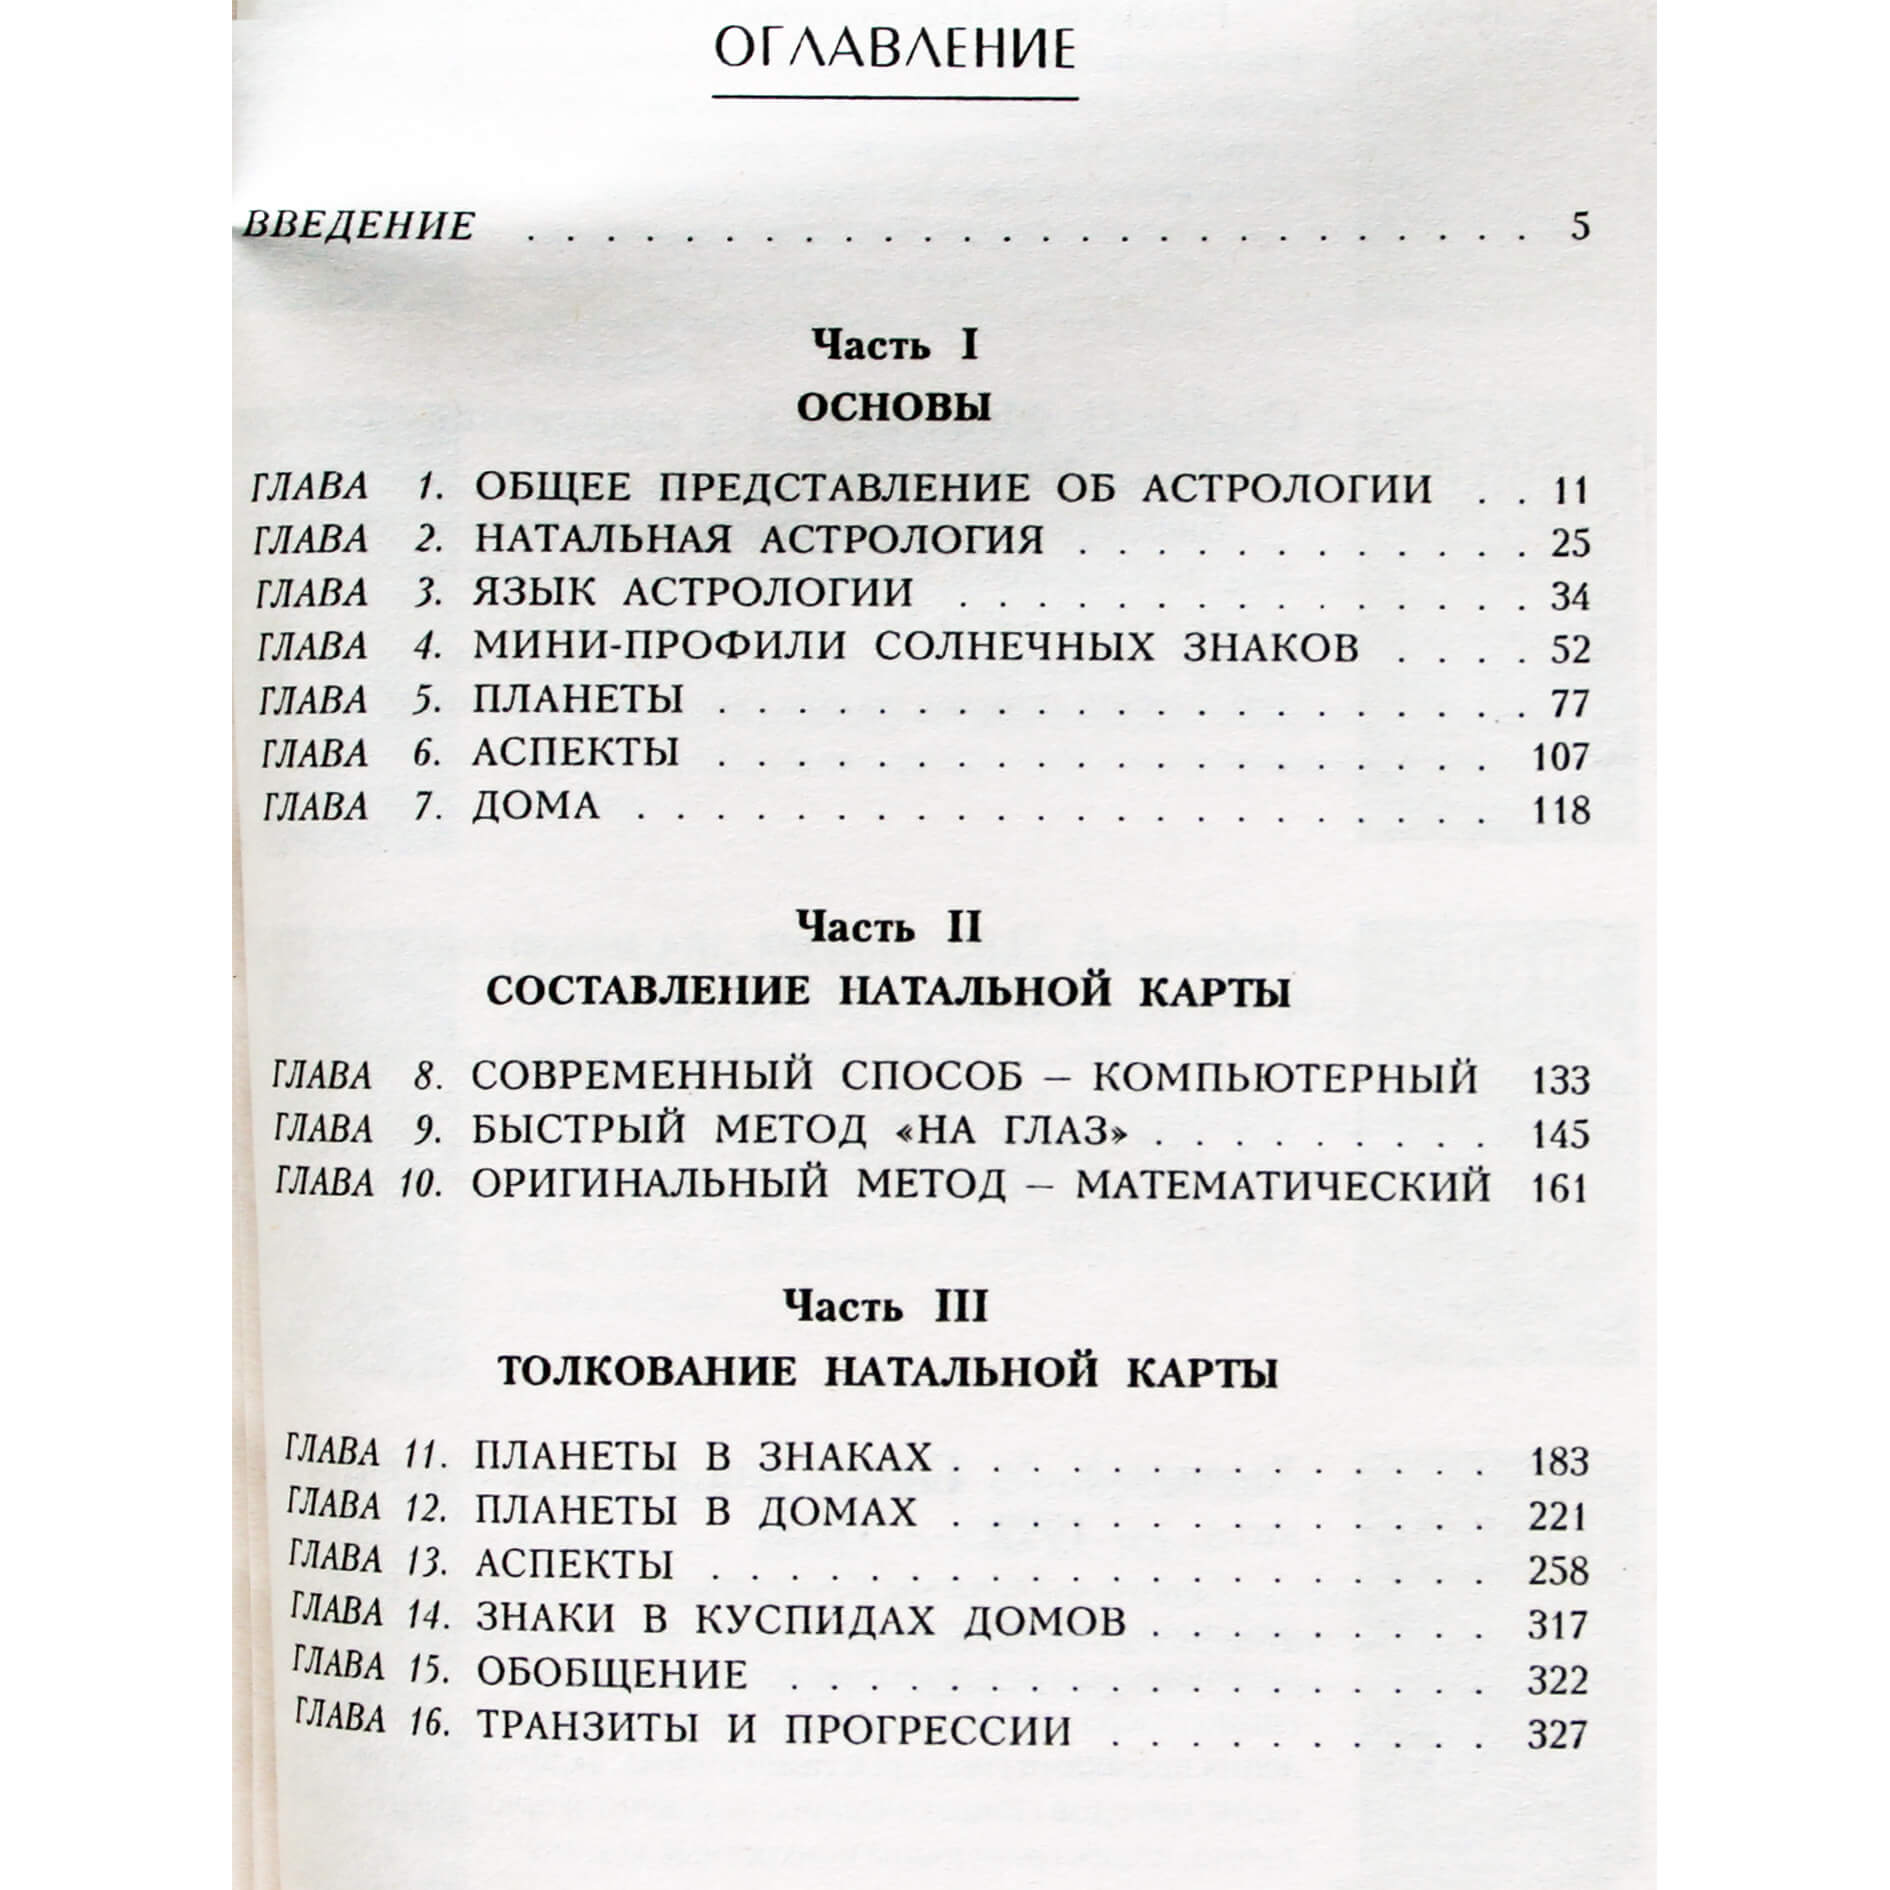 ОГЛАВЛЕНИЕ
ВВЕДЕНИЕ . . . . . . . . . . . . . . . . . . . . . . . . . . 5
Часть I
ОСНОВЫ
ГЛАВА 1. ОБЩЕЕ ПРЕДСТАВЛЕНИЕ ОБ АСТРОЛОГИИ . . 11
ГЛАВА 2. НАТАЛЬНАЯ АСТРОЛОГИЯ . . . . . . . . . . . . 25
ГЛАВА 3. ЯЗЫК АСТРОЛОГИИ . . . . . . . . . . . . . . . 34
ГЛАВА 4. МИНИ-ПРОФИЛИ СОЛНЕЧНЫХ ЗНАКОВ . . . . 52
ГЛАВА 5. ПЛАНЕТЫ . . . . . . . . . . . . . . . . . . . . . 77
ГЛАВА 6. АСПЕКТЫ . . . . . . . . . . . . . . . . . . . . 107
ГЛАВА 7. ДОМА . . . . . . . . . . . . . . . . . . . . . . 118
Часть II
СОСТАВЛЕНИЕ НАТАЛЬНОЙ КАРТЫ
ГЛАВА 8. СОВРЕМЕННЫЙ СПОСОБ – КОМПЬЮТЕРНЫЙ 133
ГЛАВА 9. БЫСТРЫЙ МЕТОД «НА ГЛАЗ» . . . . . . . . . 145
ГЛАВА 10. ОРИГИНАЛЬНЫЙ МЕТОД – МАТЕМАТИЧЕСКИЙ 161
Часть III
ТОЛКОВАНИЕ НАТАЛЬНОЙ КАРТЫ
ГЛАВА 11. ПЛАНЕТЫ В ЗНАКАХ . . . . . . . . . . . . . . 183
ГЛАВА 12. ПЛАНЕТЫ В ДОМАХ . . . . . . . . . . . . . . 221
ГЛАВА 13. АСПЕКТЫ . . . . . . . . . . . . . . . . . . . . 258
ГЛАВА 14. ЗНАКИ В КУСПИДАХ ДОМОВ . . . . . . . . . 317
ГЛАВА 15. ОБОБЩЕНИЕ . . . . . . . . . . . . . . . . . . 322
ГЛАВА 16. ТРАНЗИТЫ И ПРОГРЕССИИ . . . . . . . . . . 327